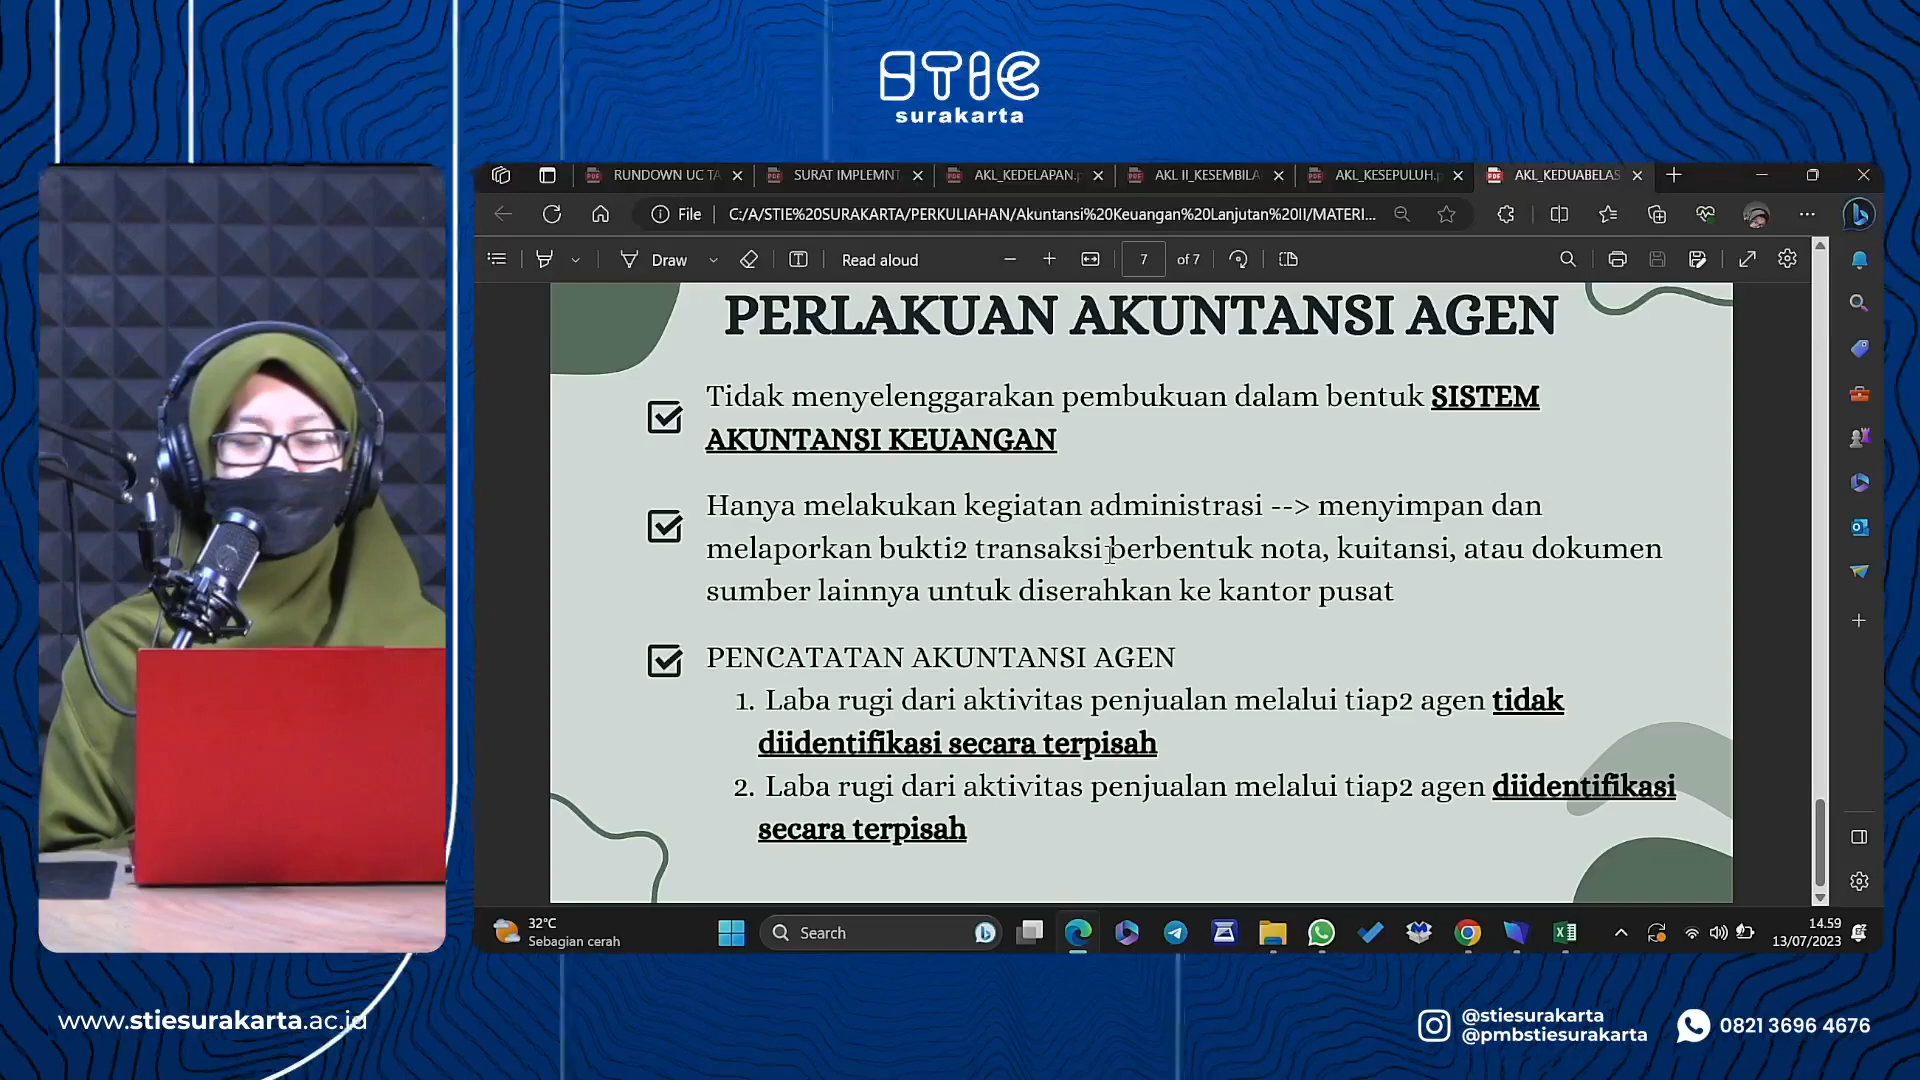 STIE
surakarta
RUNDOWN UC TA
SURAT IMPLEMNT
AKL_KEDELAPAN.p
AKL II_KESEMBILA
AKL_KESEPULUH.p
AKL_KEDUABELAS
File
C:/A/STIE%20SURAKARTA/PERKULIAHAN/Akuntansi%20Keuangan%20Lanjutan%20II/MATERI...
Draw
Read aloud
7
of 7
PERLAKUAN AKUNTANSI AGEN
Tidak menyelenggarakan pembukuan dalam bentuk SISTEM
AKUNTANSI KEUANGAN
Hanya melakukan kegiatan administrasi --> menyimpan dan
melaporkan bukti2 transaksi berbentuk nota, kuitansi, atau dokumen
sumber lainnya untuk diserahkan ke kantor pusat
PENCATATAN AKUNTANSI AGEN
1. Laba rugi dari aktivitas penjualan melalui tiap2 agen tidak
diidentifikasi secara terpisah
2. Laba rugi dari aktivitas penjualan melalui tiap2 agen diidentifikasi
secara terpisah
32°C
Sebagian cerah
Search
14.59
13/07/2023
www.stiesurakarta.ac.id
@stiesurakarta
@pmbstiesurakarta
0821 3696 4676